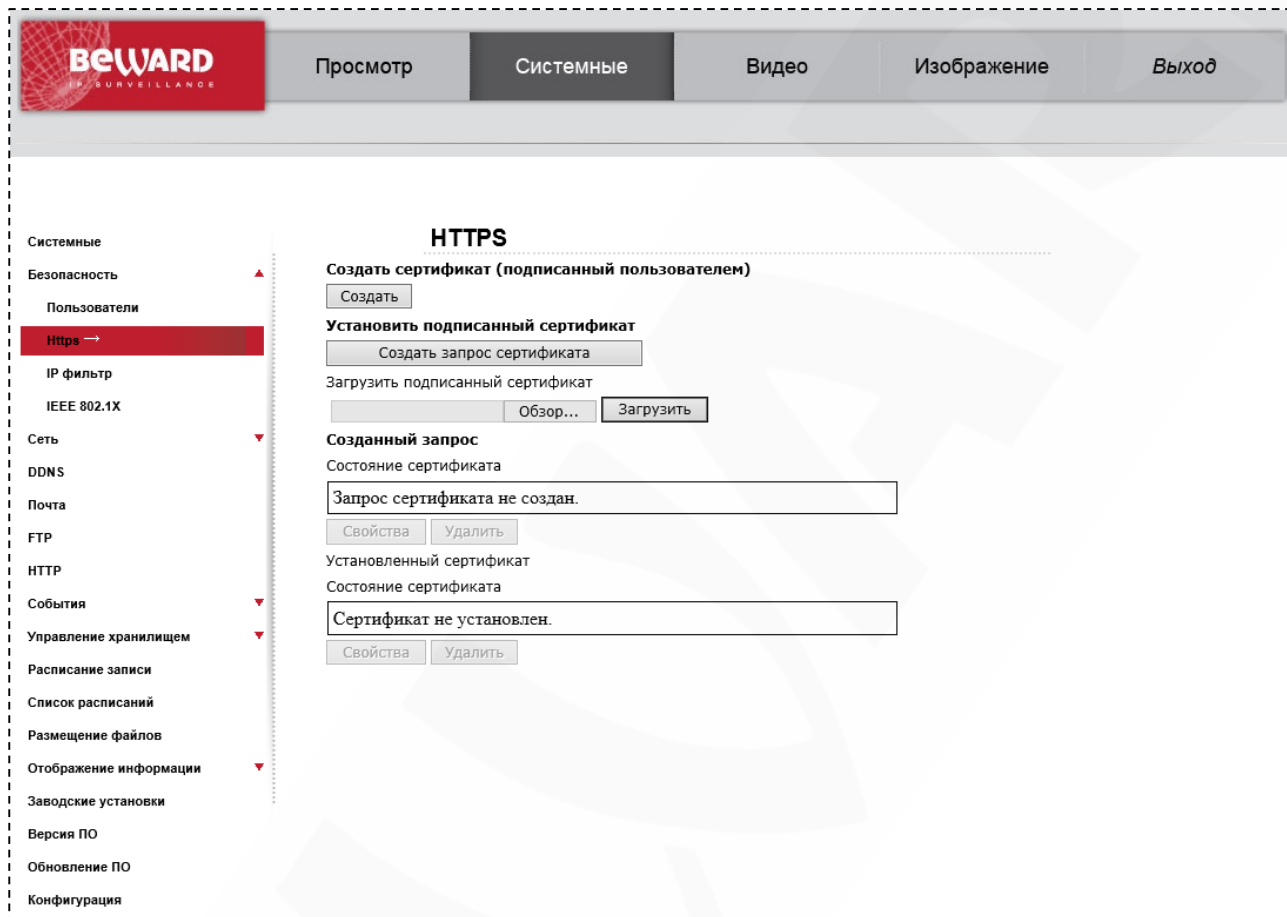 BEWARD
IP SURVEILLANCE
Просмотр
Системные
Видео
Изображение
Выход
Системные
Безопасность
Пользователи
Https →
IP фильтр
IEEE 802.1X
Сеть
DDNS
Почта
FTP
HTTP
События
Управление хранилищем
Расписание записи
Список расписаний
Размещение файлов
Отображение информации
Заводские установки
Версия ПО
Обновление ПО
Конфигурация
HTTPS
Создать сертификат (подписанный пользователем)
Создать
Установить подписанный сертификат
Создать запрос сертификата
Загрузить подписанный сертификат
Обзор... Загрузить
Созданный запрос
Состояние сертификата
Запрос сертификата не создан.
Свойства Удалить
Установленный сертификат
Состояние сертификата
Сертификат не установлен.
Свойства Удалить